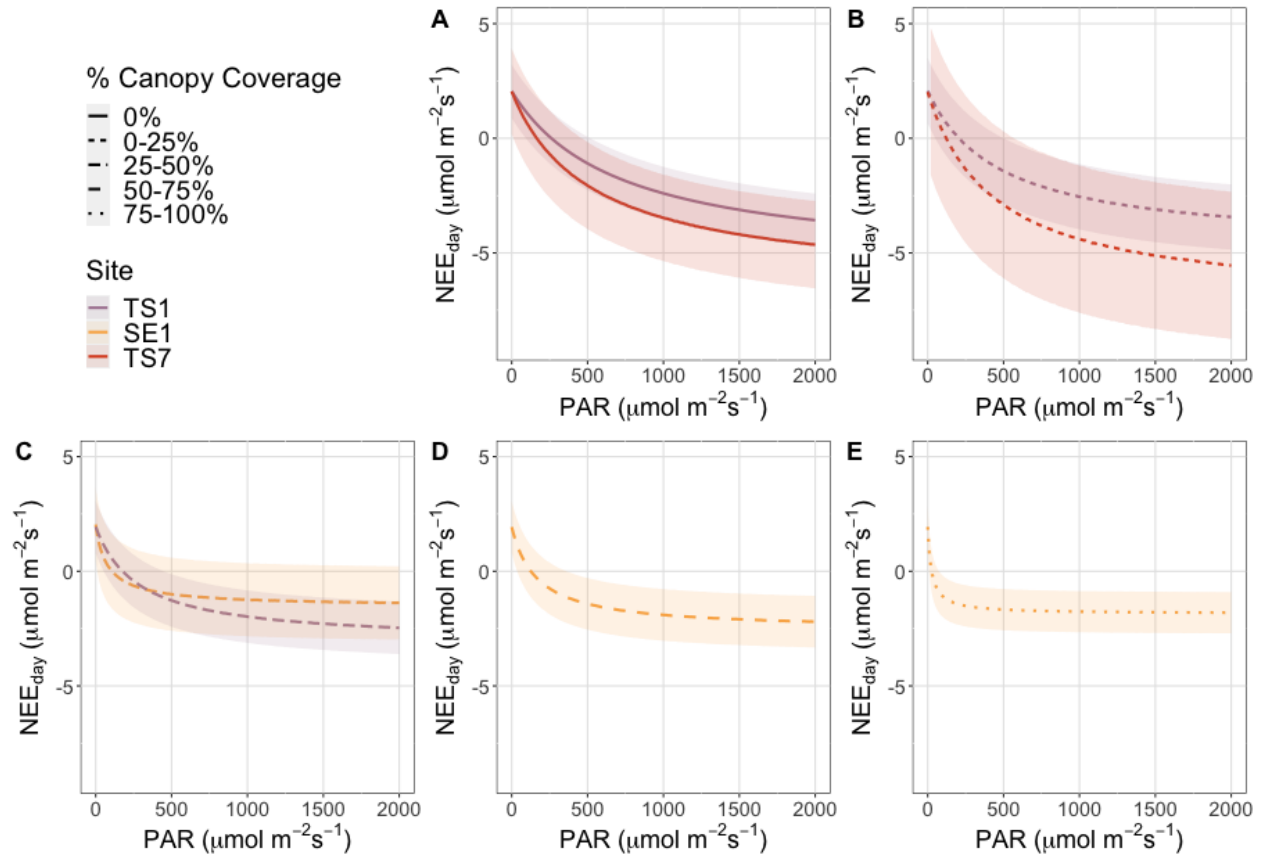 % Canopy Coverage
0%
0-25%
25-50%
50-75%
75-100%
Site
TS1
SE1
TS7
A
NEEday (μmol m−2s−1)
5
0
-5
0 500 1000 1500 2000
PAR (μmol m−2s−1)
B
NEEday (μmol m−2s−1)
5
0
-5
0 500 1000 1500 2000
PAR (μmol m−2s−1)
C
NEEday (μmol m−2s−1)
5
0
-5
0 500 1000 1500 2000
PAR (μmol m−2s−1)
D
NEEday (μmol m−2s−1)
5
0
-5
0 500 1000 1500 2000
PAR (μmol m−2s−1)
E
NEEday (μmol m−2s−1)
5
0
-5
0 500 1000 1500 2000
PAR (μmol m−2s−1)